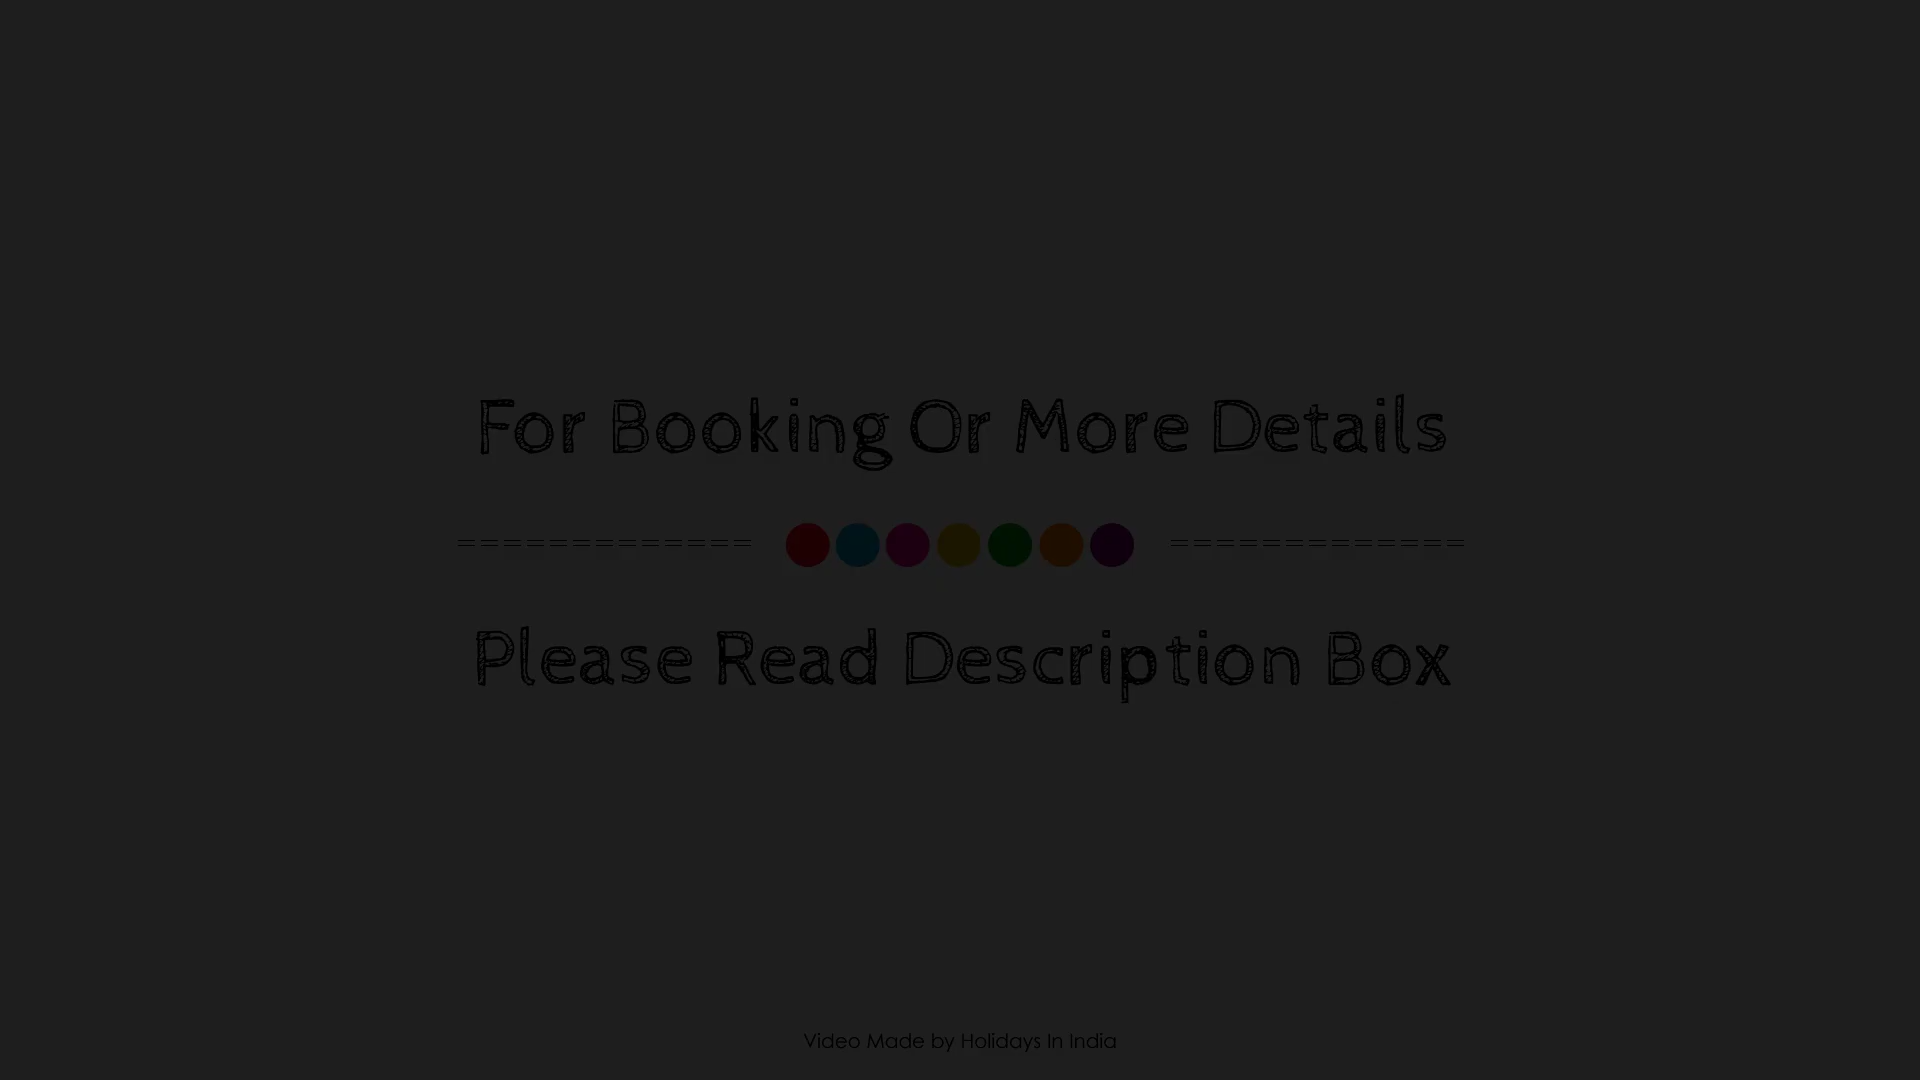 For Booking Or More Details
============= =============
Please Read Description Box
Video Made by Holidays In India